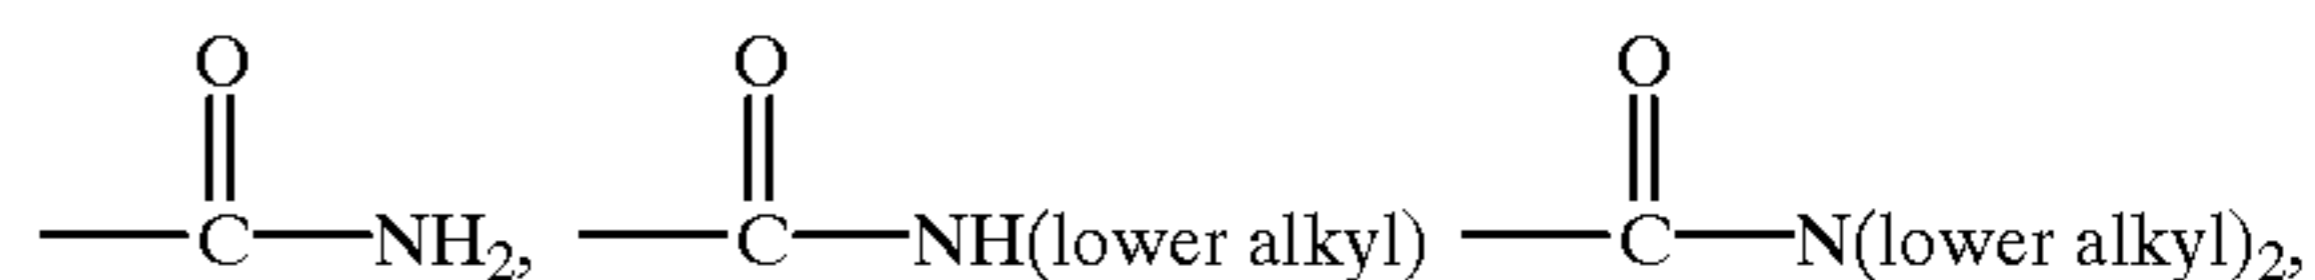 O O O
C NH2, C NH(lower alkyl) C N(lower alkyl)2,